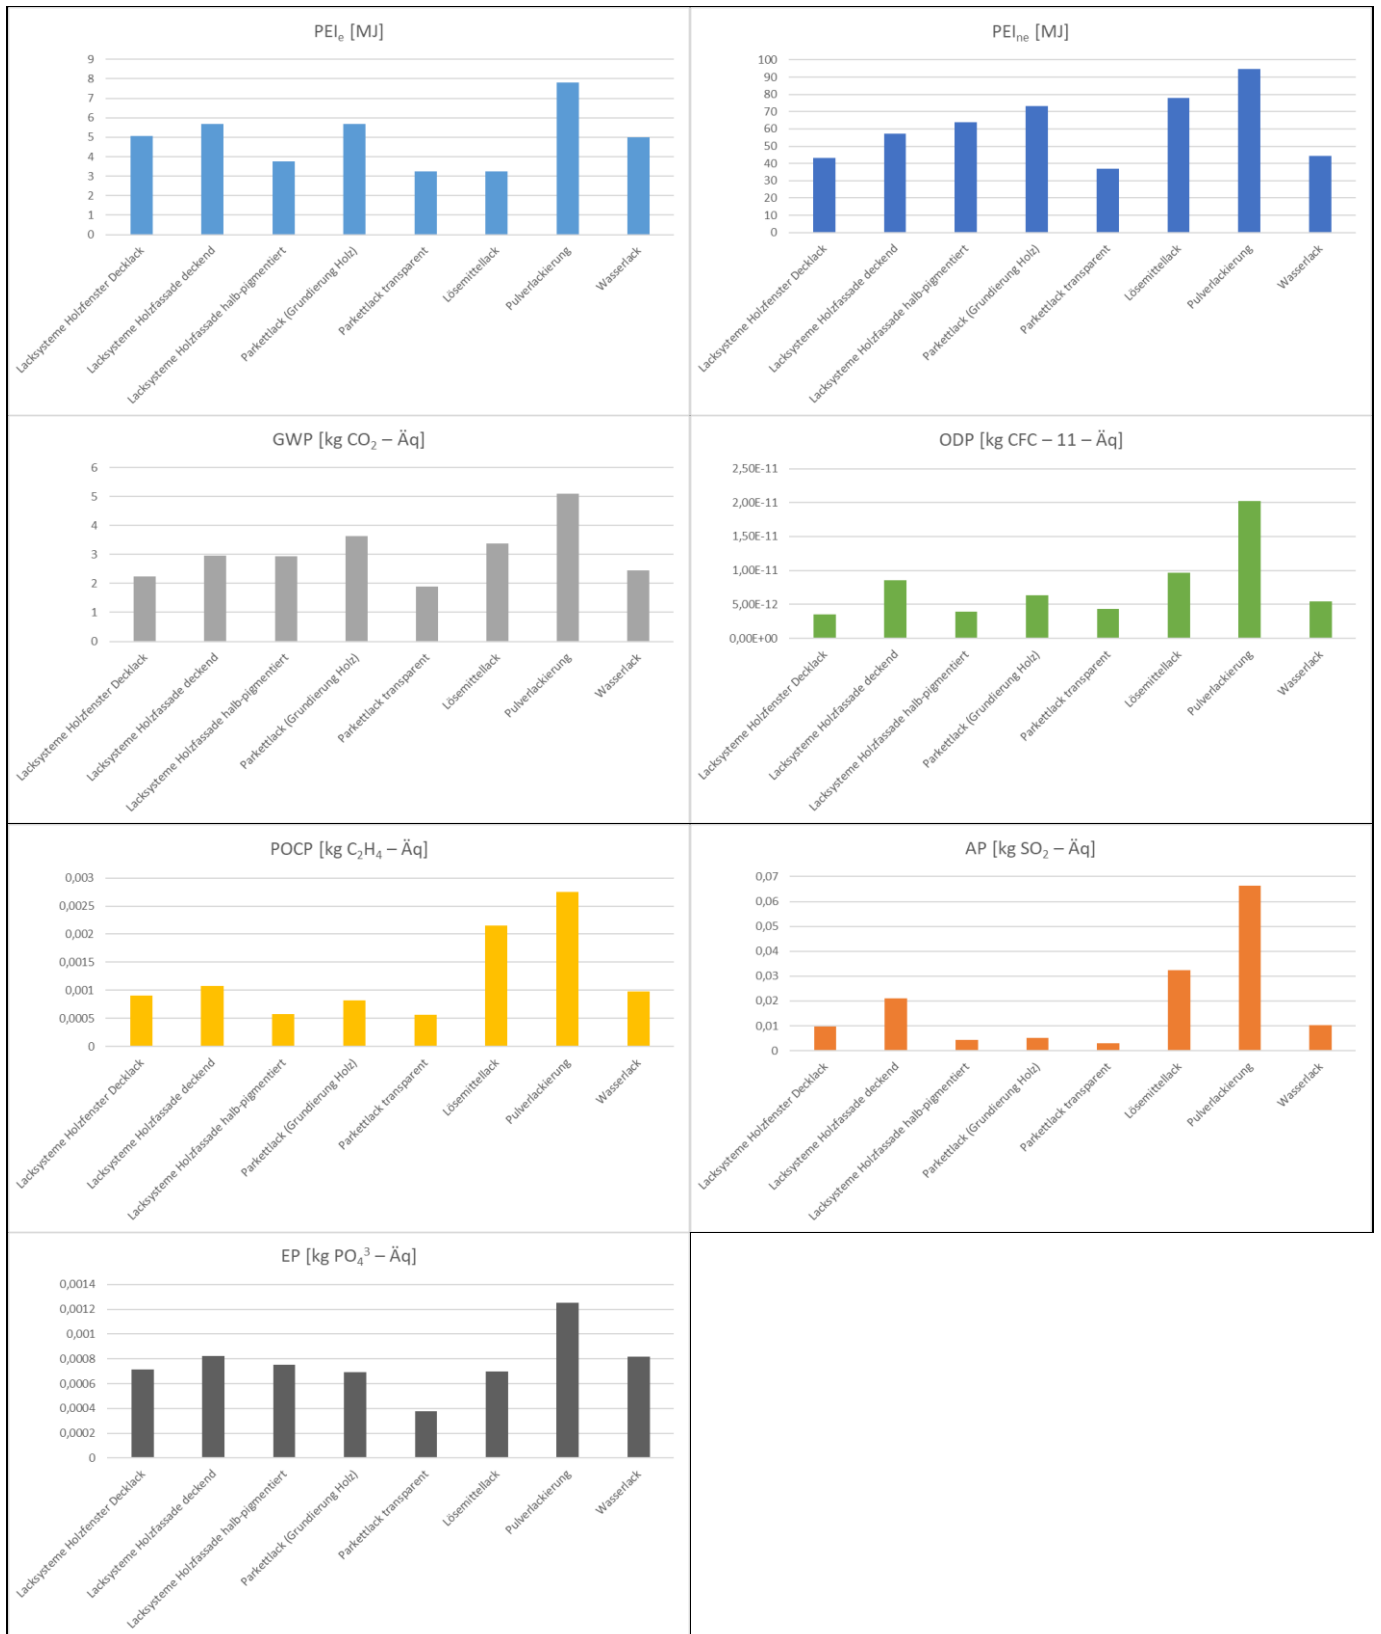 PEIe [MJ]
9
8
7
6
5
4
3
2
1
0
Lacksysteme Holzfenster Decklack
Lacksysteme Holzfassade deckend
Lacksysteme Holzfassade halb-pigmentiert
Parkettlack (Grundierung Holz)
Parkettlack transparent
Lösemittellack
Pulverlackierung
Wasserlack
PEIne [MJ]
100
90
80
70
60
50
40
30
20
10
0
Lacksysteme Holzfenster Decklack
Lacksysteme Holzfassade deckend
Lacksysteme Holzfassade halb-pigmentiert
Parkettlack (Grundierung Holz)
Parkettlack transparent
Lösemittellack
Pulverlackierung
Wasserlack
GWP [kg CO₂ – Äq]
6
5
4
3
2
1
0
Lacksysteme Holzfenster Decklack
Lacksysteme Holzfassade deckend
Lacksysteme Holzfassade halb-pigmentiert
Parkettlack (Grundierung Holz)
Parkettlack transparent
Lösemittellack
Pulverlackierung
Wasserlack
ODP [kg CFC – 11 – Äq]
2,50E-11
2,00E-11
1,50E-11
1,00E-11
5,00E-12
0,00E+00
Lacksysteme Holzfenster Decklack
Lacksysteme Holzfassade deckend
Lacksysteme Holzfassade halb-pigmentiert
Parkettlack (Grundierung Holz)
Parkettlack transparent
Lösemittellack
Pulverlackierung
Wasserlack
POCP [kg C₂H₄ – Äq]
0,003
0,0025
0,002
0,0015
0,001
0,0005
0
Lacksysteme Holzfenster Decklack
Lacksysteme Holzfassade deckend
Lacksysteme Holzfassade halb-pigmentiert
Parkettlack (Grundierung Holz)
Parkettlack transparent
Lösemittellack
Pulverlackierung
Wasserlack
AP [kg SO₂ – Äq]
0,07
0,06
0,05
0,04
0,03
0,02
0,01
0
Lacksysteme Holzfenster Decklack
Lacksysteme Holzfassade deckend
Lacksysteme Holzfassade halb-pigmentiert
Parkettlack (Grundierung Holz)
Parkettlack transparent
Lösemittellack
Pulverlackierung
Wasserlack
EP [kg PO₄³ – Äq]
0,0014
0,0012
0,001
0,0008
0,0006
0,0004
0,0002
0
Lacksysteme Holzfenster Decklack
Lacksysteme Holzfassade deckend
Lacksysteme Holzfassade halb-pigmentiert
Parkettlack (Grundierung Holz)
Parkettlack transparent
Lösemittellack
Pulverlackierung
Wasserlack